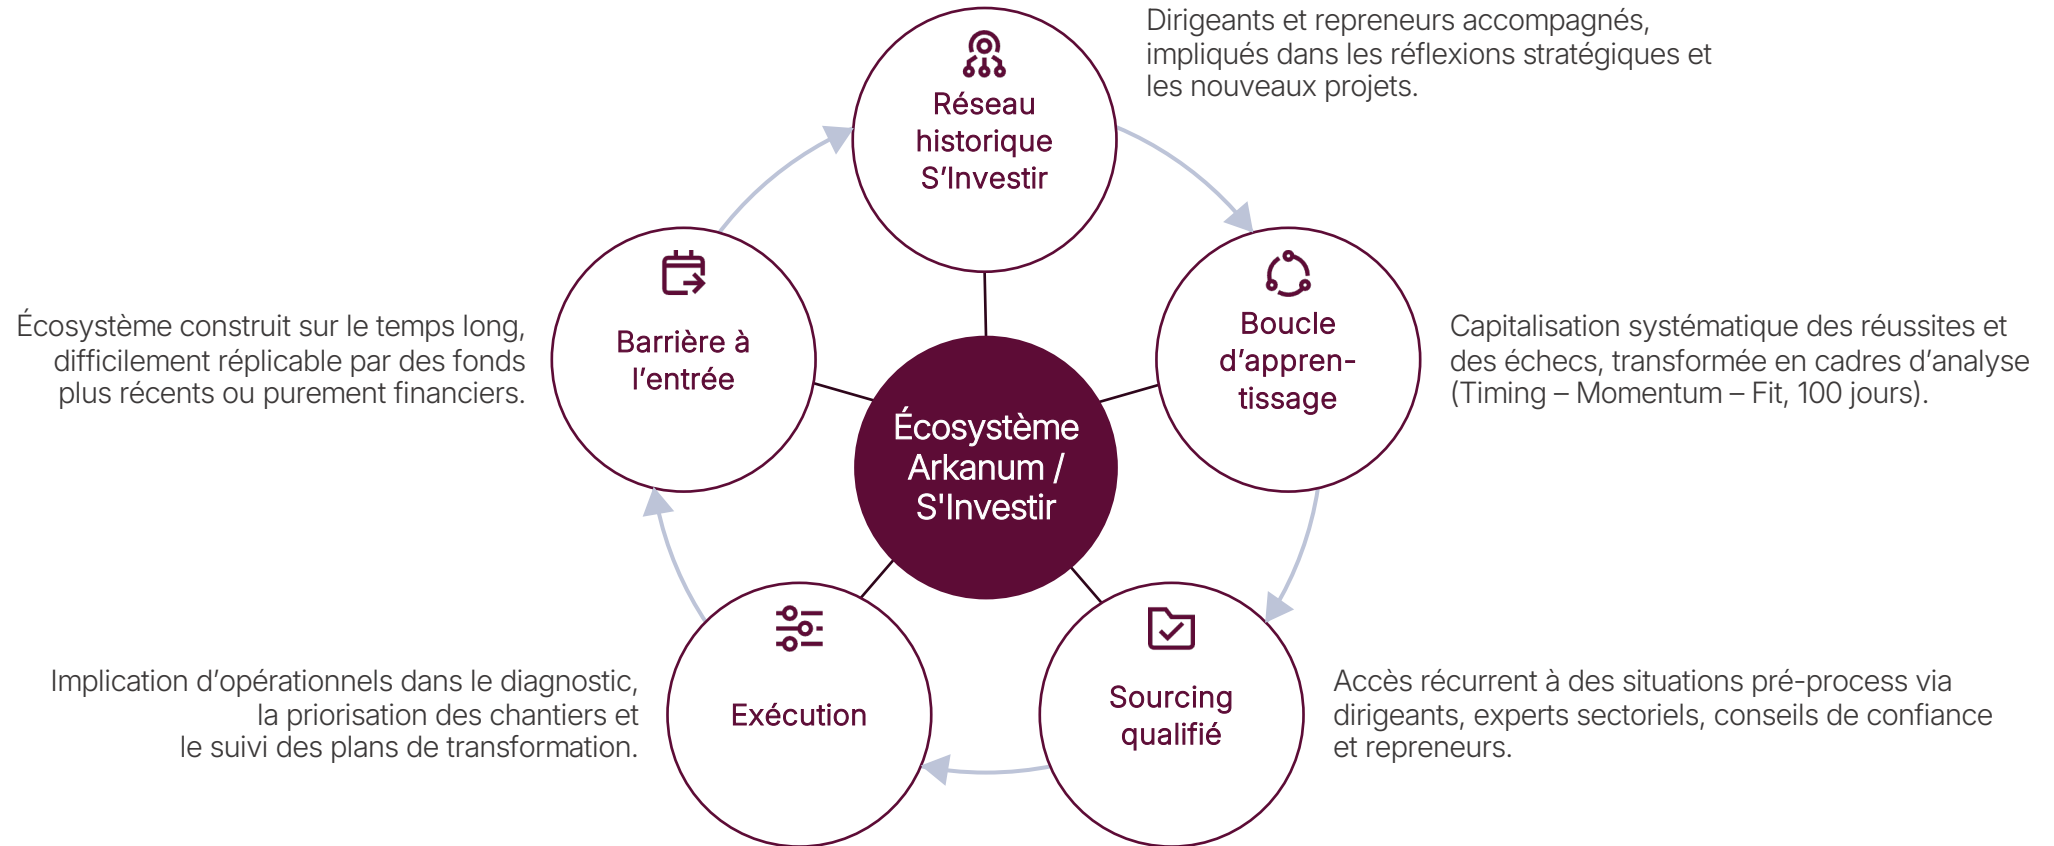 Dirigeants et repreneurs accompagnés,
impliqués dans les réflexions stratégiques et
les nouveaux projets.
Réseau
historique
S’Investir
Boucle
d’appren-
tissage
Capitalisation systématique des réussites et
des échecs, transformée en cadres d’analyse
(Timing – Momentum – Fit, 100 jours).
Sourcing
qualifié
Accès récurrent à des situations pré-process via
dirigeants, experts sectoriels, conseils de confiance
et repreneurs.
Exécution
Implication d’opérationnels dans le diagnostic,
la priorisation des chantiers et
le suivi des plans de transformation.
Barrière à
l’entrée
Écosystème construit sur le temps long,
difficilement réplicable par des fonds
plus récents ou purement financiers.
Écosystème
Arkanum /
S'Investir